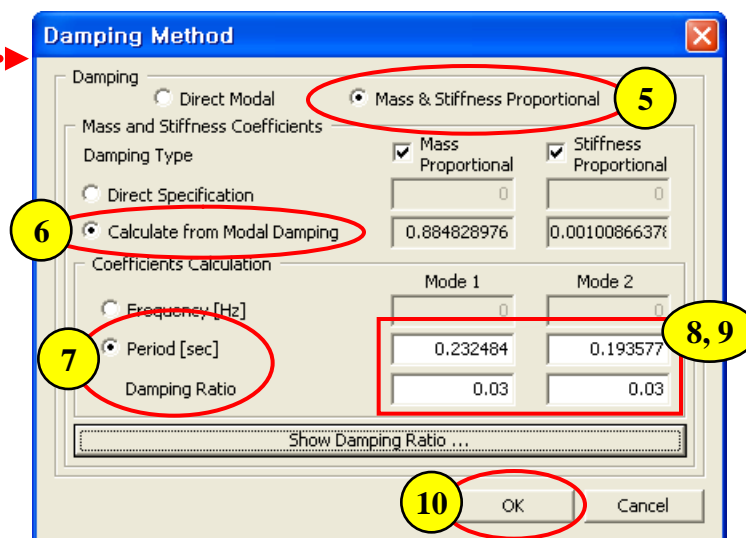 Damping Method
Damping
Direct Modal Mass & Stiffness Proportional 5
Mass and Stiffness Coefficients
Damping Type Mass Proportional Stiffness Proportional
Direct Specification 0 0
6 Calculate from Modal Damping 0.884828976 0.0010086637
Coefficients Calculation
Mode 1 Mode 2
Frequency [Hz] 0 0
8, 9
7 Period [sec] 0.232484 0.193577
Damping Ratio 0.03 0.03
Show Damping Ratio ...
10 OK Cancel